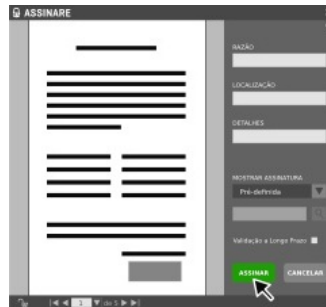 ASSINARE
RAZÃO
LOCALIZAÇÃO
DETALHES
MOSTRAR ASSINATURA
Pré-definida
Validação a Longo Prazo
ASSINAR CANCELAR
1 de 5